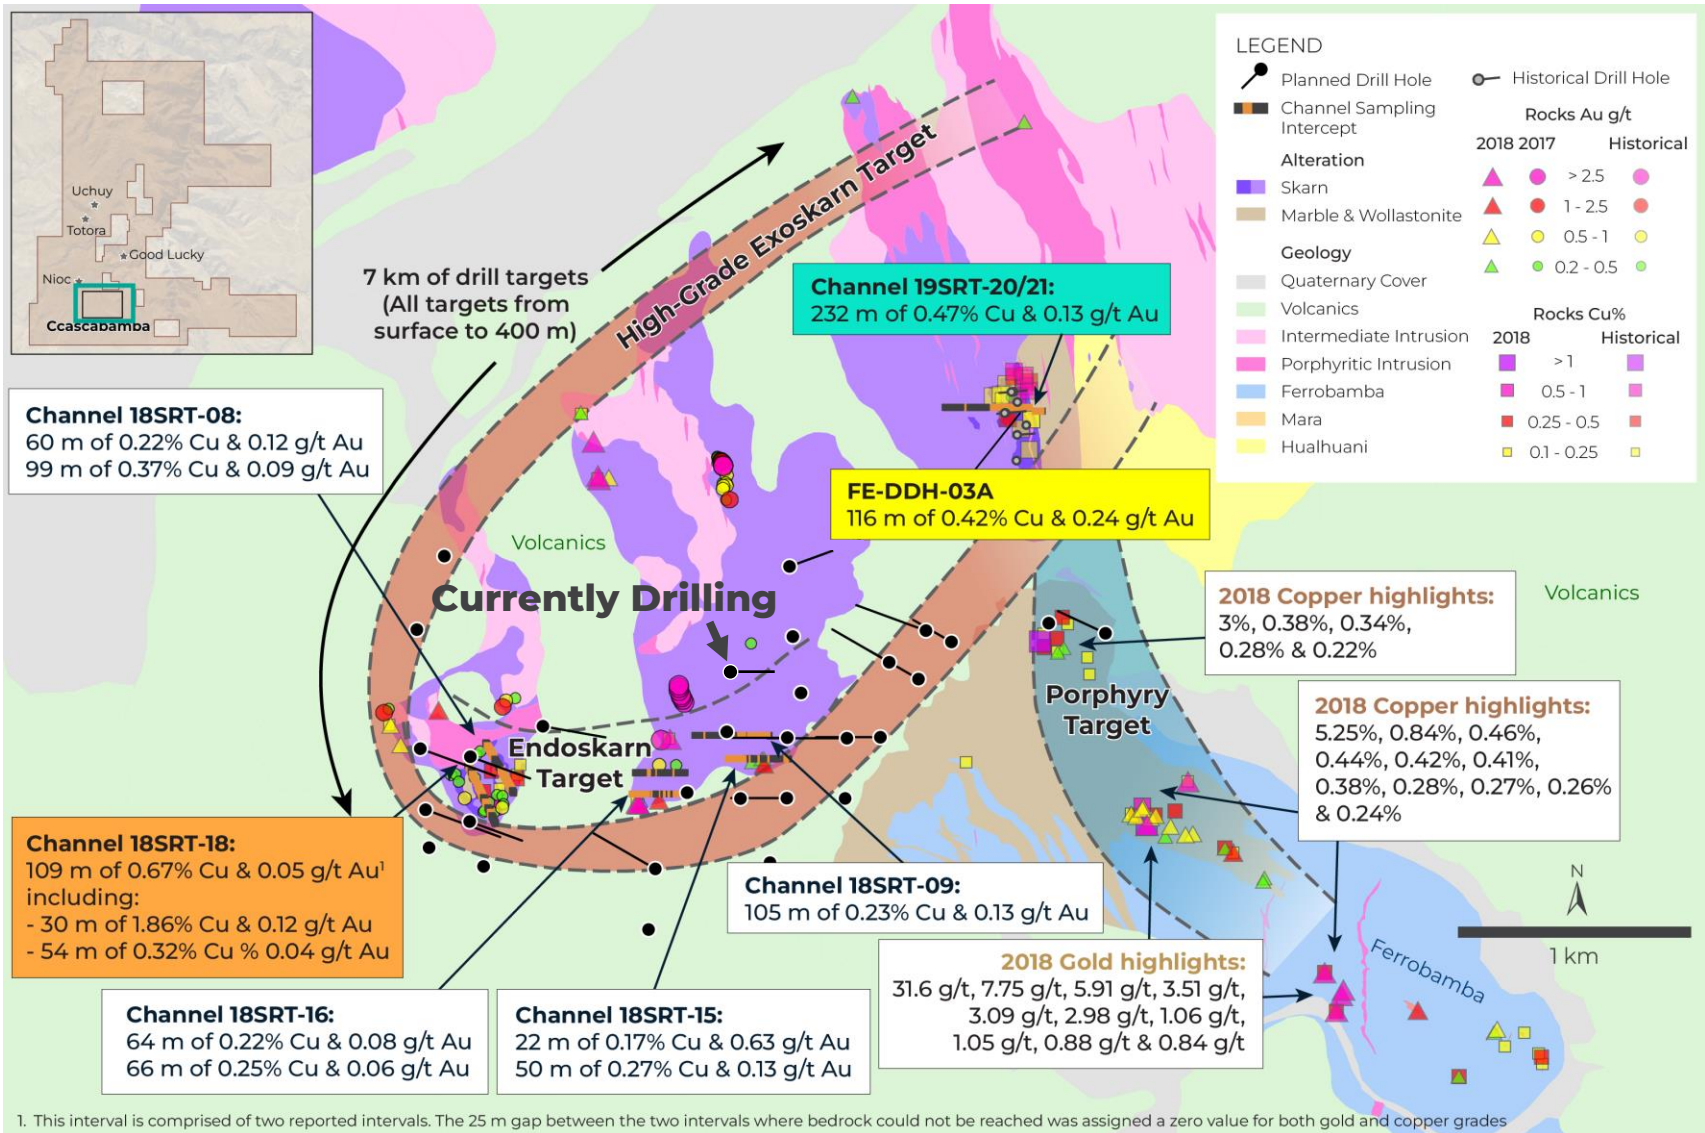 Uchuy
Totora
Good Lucky
Nioc
Ccascabamba
7 km of drill targets
(All targets from
surface to 400 m)
High-Grade Exoskarn Target
LEGEND
Planned Drill Hole
Channel Sampling
Intercept
Alteration
Skarn
Marble & Wollastonite
Geology
Quaternary Cover
Volcanics
Intermediate Intrusion
Porphyritic Intrusion
Ferrobamba
Mara
Hualhuani
Historical Drill Hole
Rocks Au g/t
2018 2017 Historical
> 2.5
1 - 2.5
0.5 - 1
0.2 - 0.5
Rocks Cu%
2018 Historical
> 1
0.5 - 1
0.25 - 0.5
0.1 - 0.25
Channel 19SRT-20/21:
232 m of 0.47% Cu & 0.13 g/t Au
Channel 18SRT-08:
60 m of 0.22% Cu & 0.12 g/t Au
99 m of 0.37% Cu & 0.09 g/t Au
FE-DDH-03A
116 m of 0.42% Cu & 0.24 g/t Au
Volcanics
Currently Drilling
2018 Copper highlights:
3%, 0.38%, 0.34%,
0.28% & 0.22%
Volcanics
Porphyry
Target
2018 Copper highlights:
5.25%, 0.84%, 0.46%,
0.44%, 0.42%, 0.41%,
0.38%, 0.28%, 0.27%, 0.26%
& 0.24%
Endoskarn
Target
Channel 18SRT-18:
109 m of 0.67% Cu & 0.05 g/t Au¹
including:
- 30 m of 1.86% Cu & 0.12 g/t Au
- 54 m of 0.32% Cu % 0.04 g/t Au
Channel 18SRT-09:
105 m of 0.23% Cu & 0.13 g/t Au
N
1 km
Ferrobamba
2018 Gold highlights:
31.6 g/t, 7.75 g/t, 5.91 g/t, 3.51 g/t,
3.09 g/t, 2.98 g/t, 1.06 g/t,
1.05 g/t, 0.88 g/t & 0.84 g/t
Channel 18SRT-16:
64 m of 0.22% Cu & 0.08 g/t Au
66 m of 0.25% Cu & 0.06 g/t Au
Channel 18SRT-15:
22 m of 0.17% Cu & 0.63 g/t Au
50 m of 0.27% Cu & 0.13 g/t Au
1. This interval is comprised of two reported intervals. The 25 m gap between the two intervals where bedrock could not be reached was assigned a zero value for both gold and copper grades